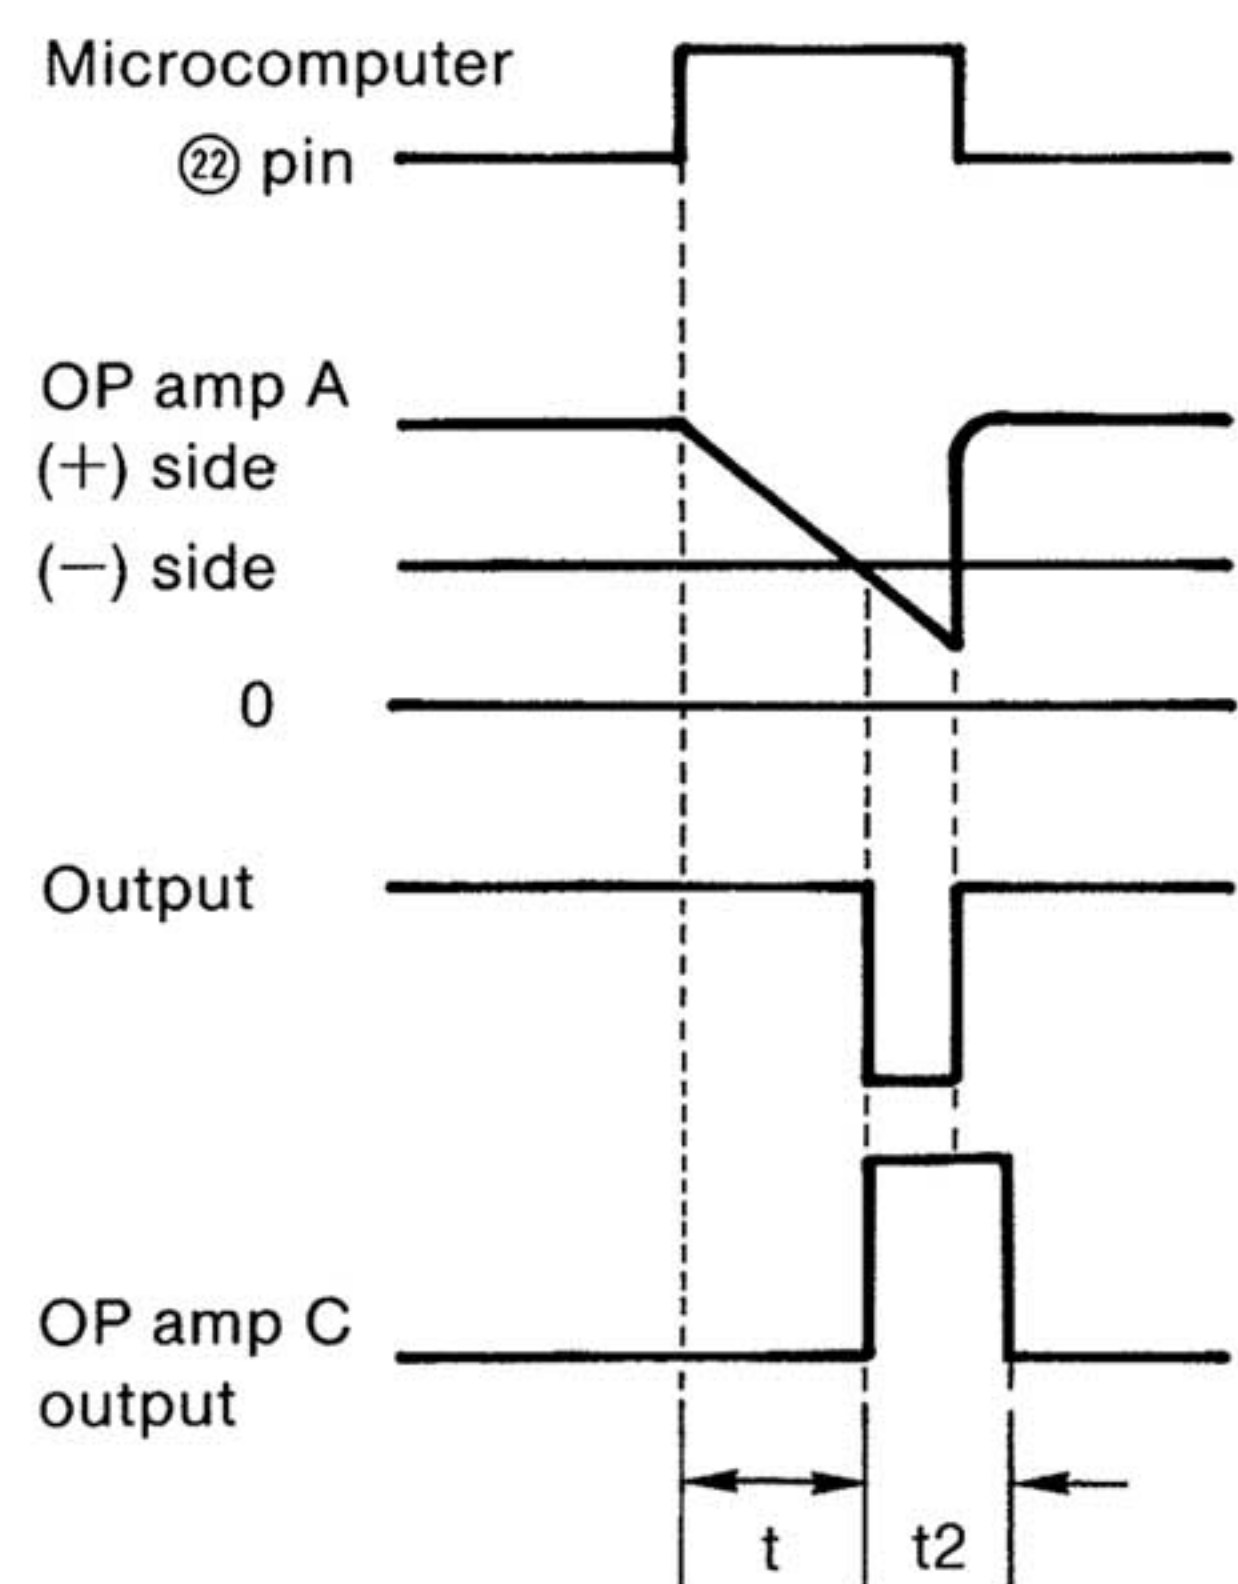 Microcomputer
㉒ pin
OP amp A
(+) side
(−) side
0
Output
OP amp C
output
t
t2